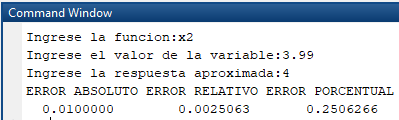 Command Window
Ingrese la funcion:x2
Ingrese el valor de la variable:3.99
Ingrese la respuesta aproximada:4
ERROR ABSOLUTO ERROR RELATIVO ERROR PORCENTUAL
0.0100000 0.0025063 0.2506266